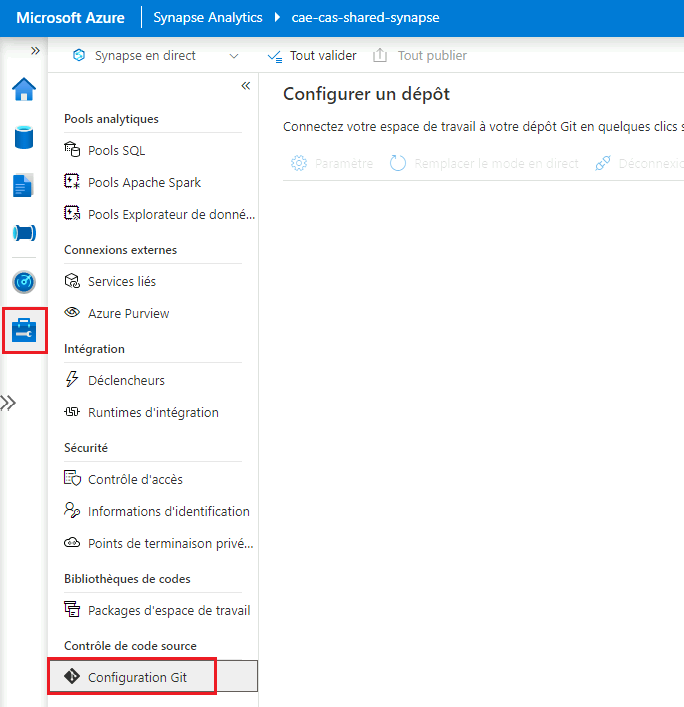 Microsoft Azure Synapse Analytics cae-cas-shared-synapse
Synapse en direct Tout valider Tout publier
Configurer un dépôt
Connectez votre espace de travail à votre dépôt Git en quelques clics s
Paramètre Remplacer le mode en direct Déconnexio
Pools analytiques
Pools SQL
Pools Apache Spark
Pools Explorateur de donné...
Connexions externes
Services liés
Azure Purview
Intégration
Déclencheurs
Runtimes d'intégration
Sécurité
Contrôle d'accès
Informations d'identification
Points de terminaison privé...
Bibliothèques de codes
Packages d'espace de travail
Contrôle de code source
Configuration Git